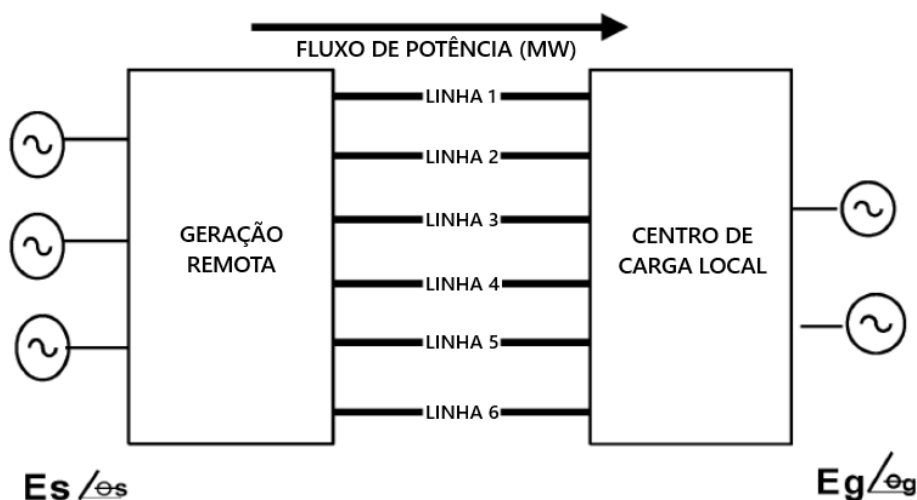 FLUXO DE POTÊNCIA (MW)
LINHA 1
LINHA 2
LINHA 3
LINHA 4
LINHA 5
LINHA 6
GERAÇÃO
REMOTA
CENTRO DE
CARGA LOCAL
Es /θs
Eg /θg